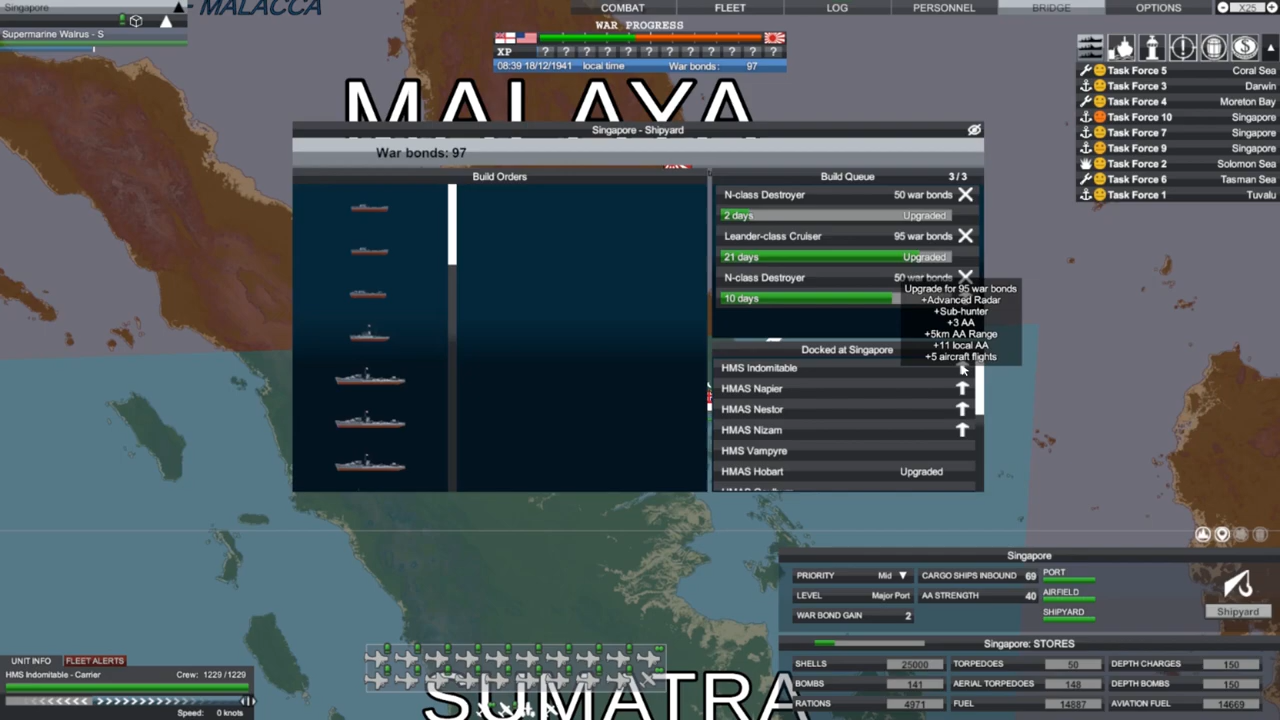 Singapore
- MALACCA
Supermarine Walrus - S
COMBAT FLEET LOG PERSONNEL BRIDGE OPTIONS X25
WAR PROGRESS
XP ? ? ? ? ? ? ? ? ? ?
08:39 18/12/1941 local time War bonds: 97
Task Force 5 Coral Sea
Task Force 3 Darwin
Task Force 4 Moreton Bay
Task Force 10 Singapore
Task Force 7 Singapore
Task Force 9 Singapore
Task Force 2 Solomon Sea
Task Force 6 Tasman Sea
Task Force 1 Tuvalu
MALAYA
Singapore - Shipyard
War bonds: 97
Build Orders
Build Queue 3 / 3
N-class Destroyer 50 war bonds
2 days Upgraded
Leander-class Cruiser 95 war bonds
21 days Upgraded
N-class Destroyer 50 war bonds
10 days
Upgrade for 95 war bonds
+Advanced Radar
+Sub-hunter
+3 AA
+5km AA Range
+11 local AA
+5 aircraft flights
Docked at Singapore
HMS Indomitable
HMAS Napier
HMAS Nestor
HMAS Nizam
HMS Vampyre
HMAS Hobart Upgraded
Singapore
PRIORITY Mid CARGO SHIPS INBOUND 69 PORT
LEVEL Major Port AA STRENGTH 40 AIRFIELD
WAR BOND GAIN 2 SHIPYARD
Shipyard
Singapore: STORES
SHELLS 25000 TORPEDOES 50 DEPTH CHARGES 150
BOMBS 141 AERIAL TORPEDOES 148 DEPTH BOMBS 150
RATIONS 4971 FUEL 14887 AVIATION FUEL 14669
UNIT INFO FLEET ALERTS
HMS Indomitable - Carrier Crew: 1229 /1229
Speed: 0 knots
SUMATRA